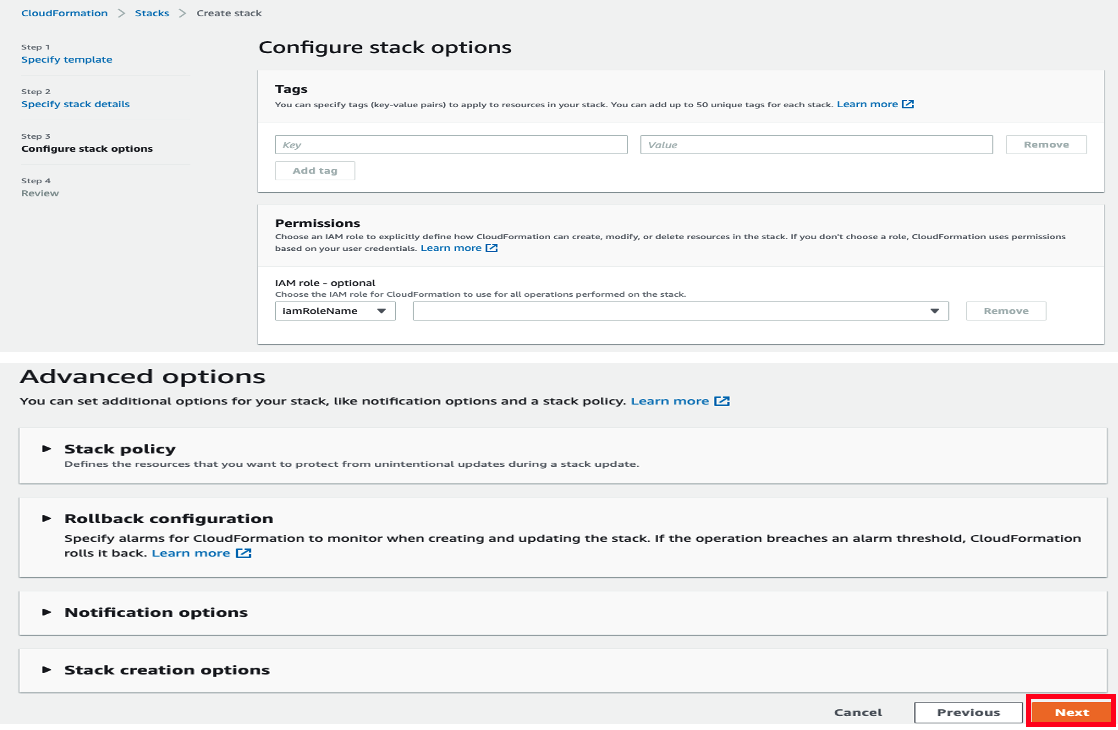 CloudFormation > Stacks > Create stack
Step 1
Specify template
Step 2
Specify stack details
Step 3
Configure stack options
Step 4
Review
Configure stack options
Tags
You can specify tags (key-value pairs) to apply to resources in your stack. You can add up to 50 unique tags for each stack. Learn more
Key Value Remove
Add tag
Permissions
Choose an IAM role to explicitly define how CloudFormation can create, modify, or delete resources in the stack. If you don't choose a role, CloudFormation uses permissions
based on your user credentials. Learn more
IAM role - optional
Choose the IAM role for CloudFormation to use for all operations performed on the stack.
IamRoleName Remove
Advanced options
You can set additional options for your stack, like notification options and a stack policy. Learn more
Stack policy
Defines the resources that you want to protect from unintentional updates during a stack update.
Rollback configuration
Specify alarms for CloudFormation to monitor when creating and updating the stack. If the operation breaches an alarm threshold, CloudFormation
rolls it back. Learn more
Notification options
Stack creation options
Cancel Previous Next